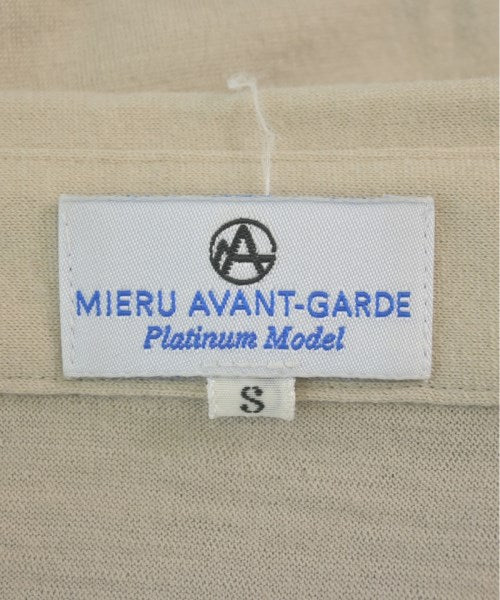 A
MIERU AVANT-GARDE
Platinum Model
S